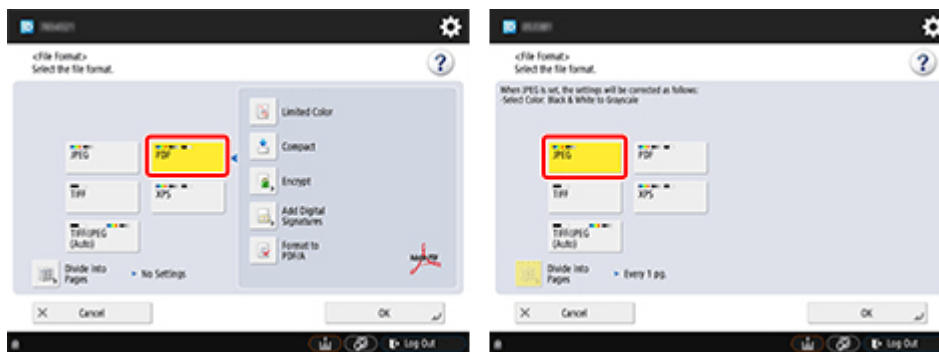 <File Format>
Select the file format.
Limited Color
JPEG
PDF
Compact
TIFF
XPS
Encrypt
TIFF/JPEG
(Auto)
Add Digital
Signatures
Format to
PDF/A
Divide into
Pages
No Settings
Cancel
OK
Log Out
<File Format>
Select the file format.
When JPEG is set, the settings will be corrected as follows:
-Select Color: Black & White to Grayscale
JPEG
PDF
TIFF
XPS
TIFF/JPEG
(Auto)
Divide into
Pages
Every 1 pg.
Cancel
OK
Log Out